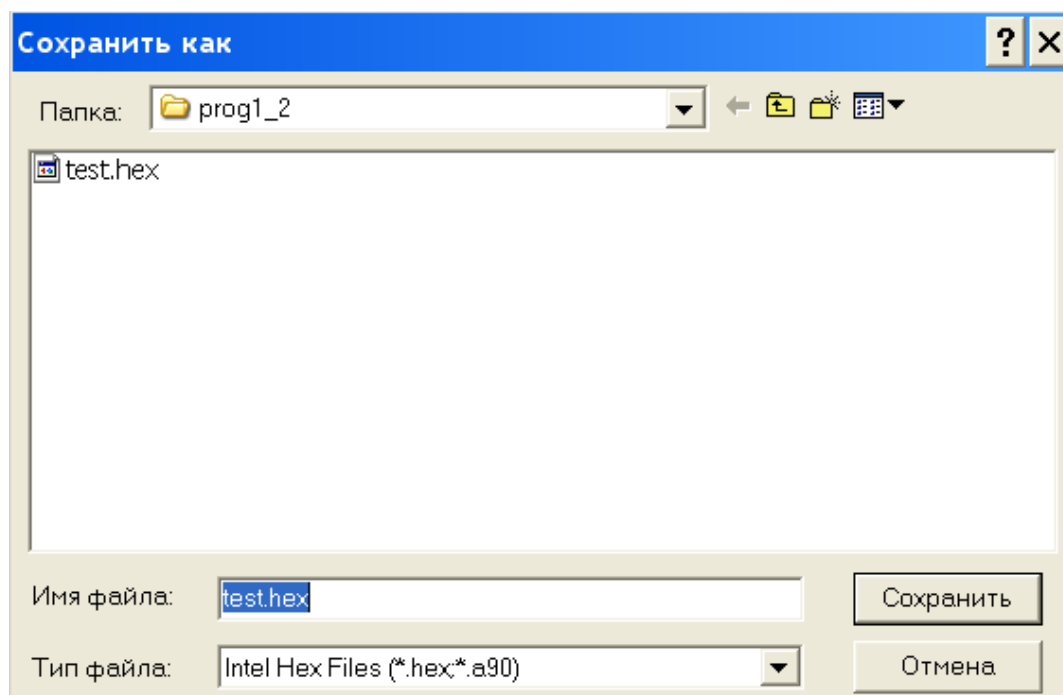 Сохранить как
Папка: prog1_2
test.hex
Имя файла: test.hex Сохранить
Тип файла: Intel Hex Files (*.hex;*.a90) Отмена